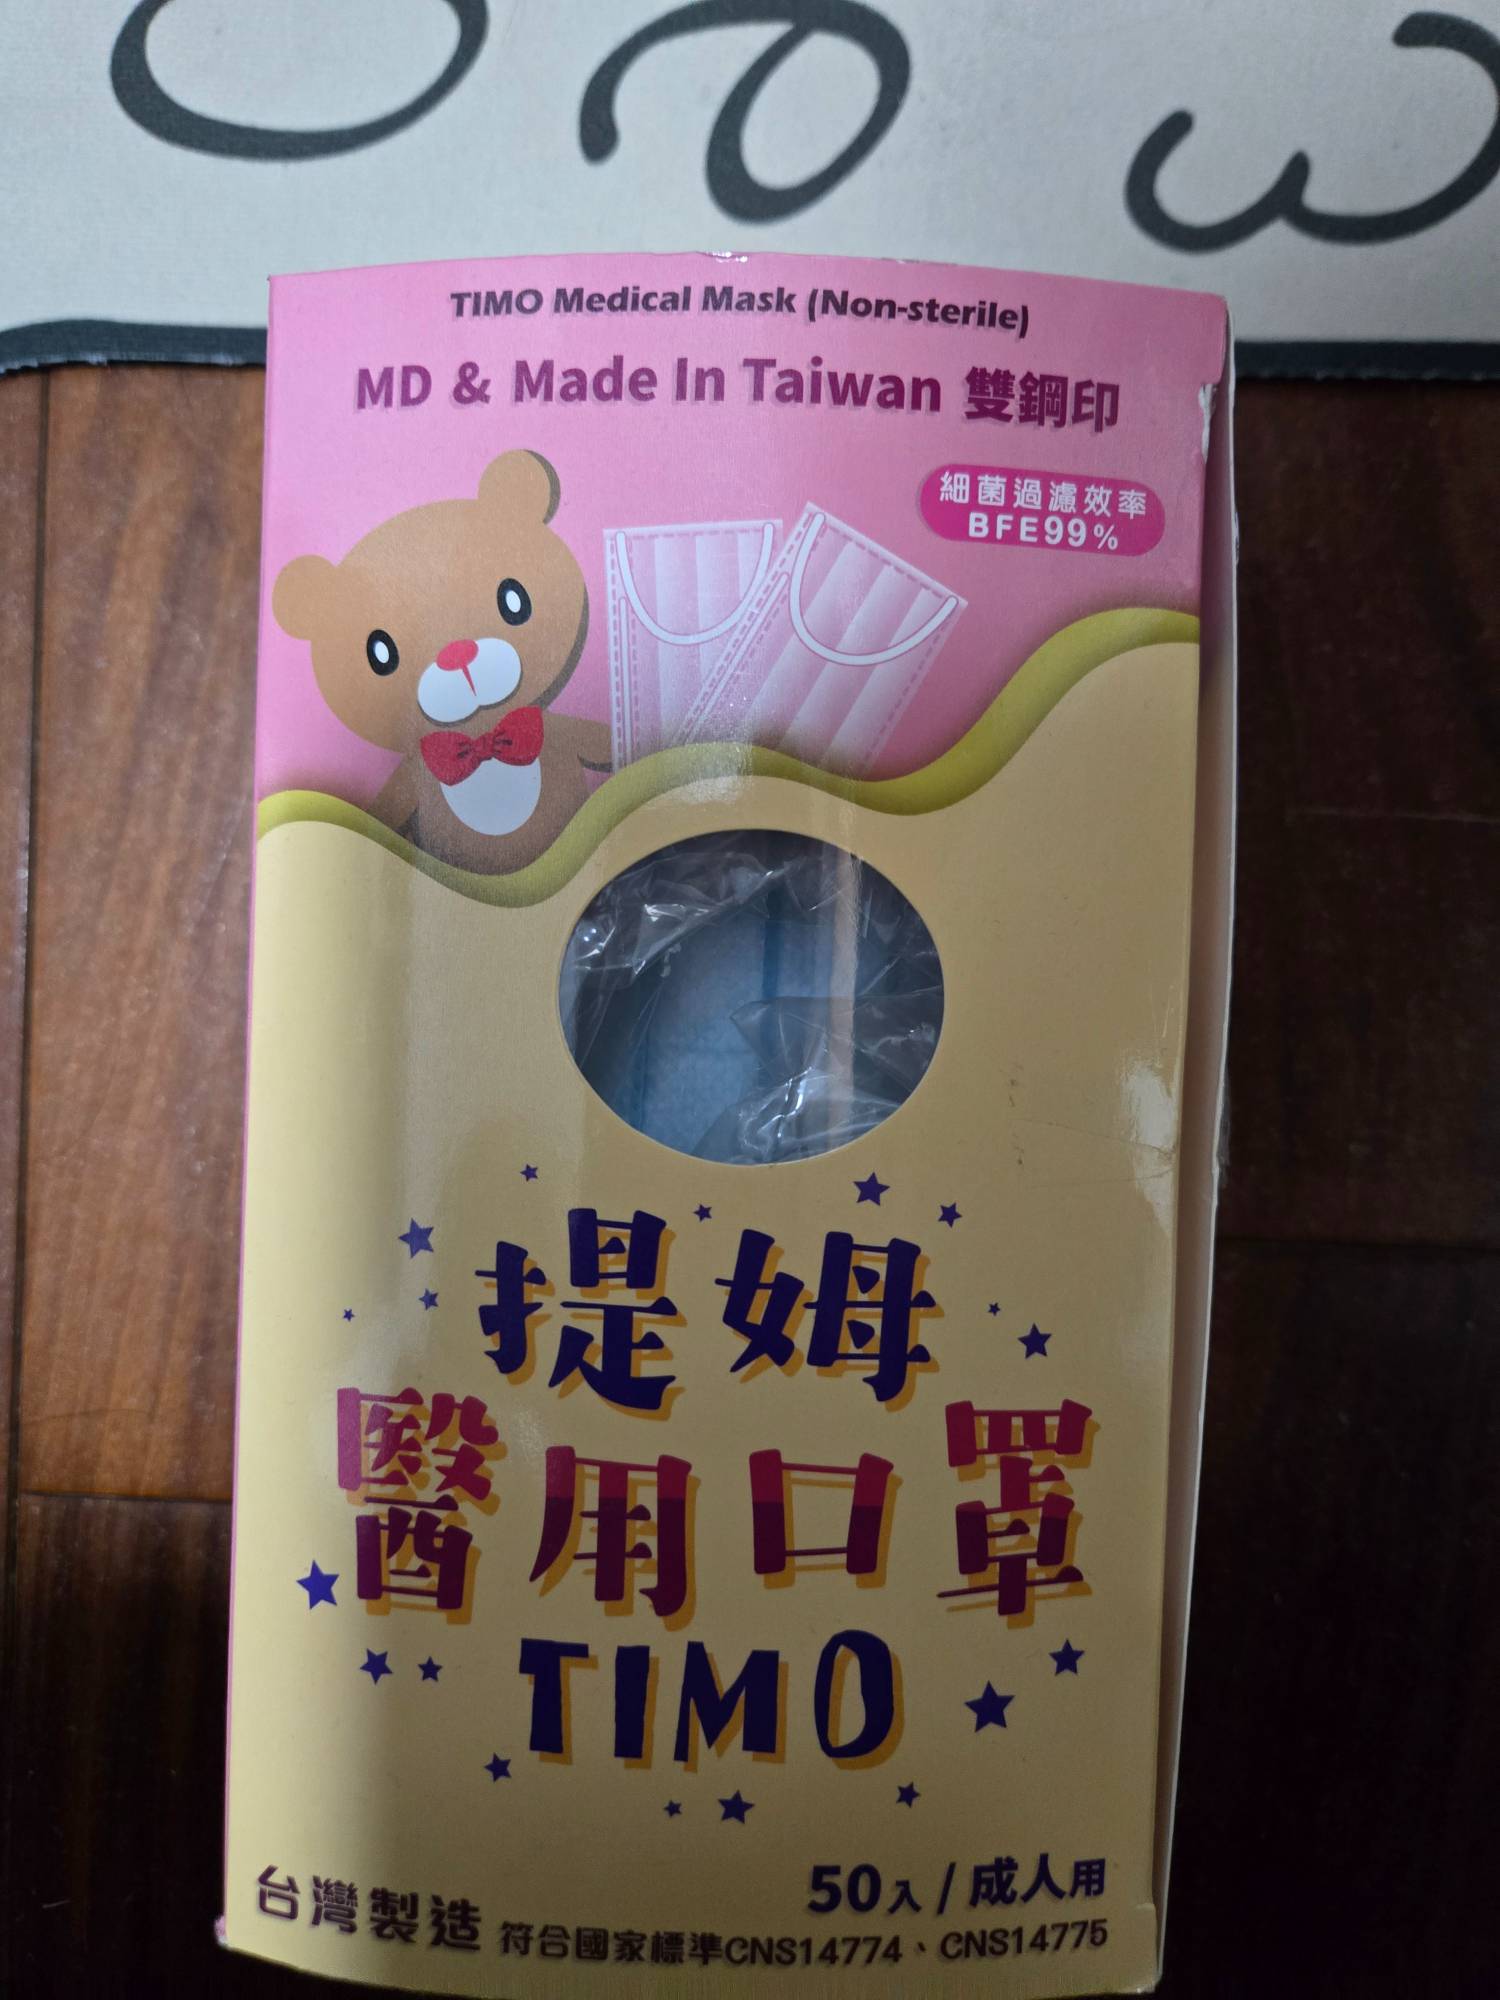 TIMO Medical Mask (Non-sterile)
MD & Made In Taiwan 雙鋼印
細菌過濾效率
BFE99%
提姆
醫用口罩
TIMO
50入/成人用
台灣製造 符合國家標準CNS14774、CNS14775